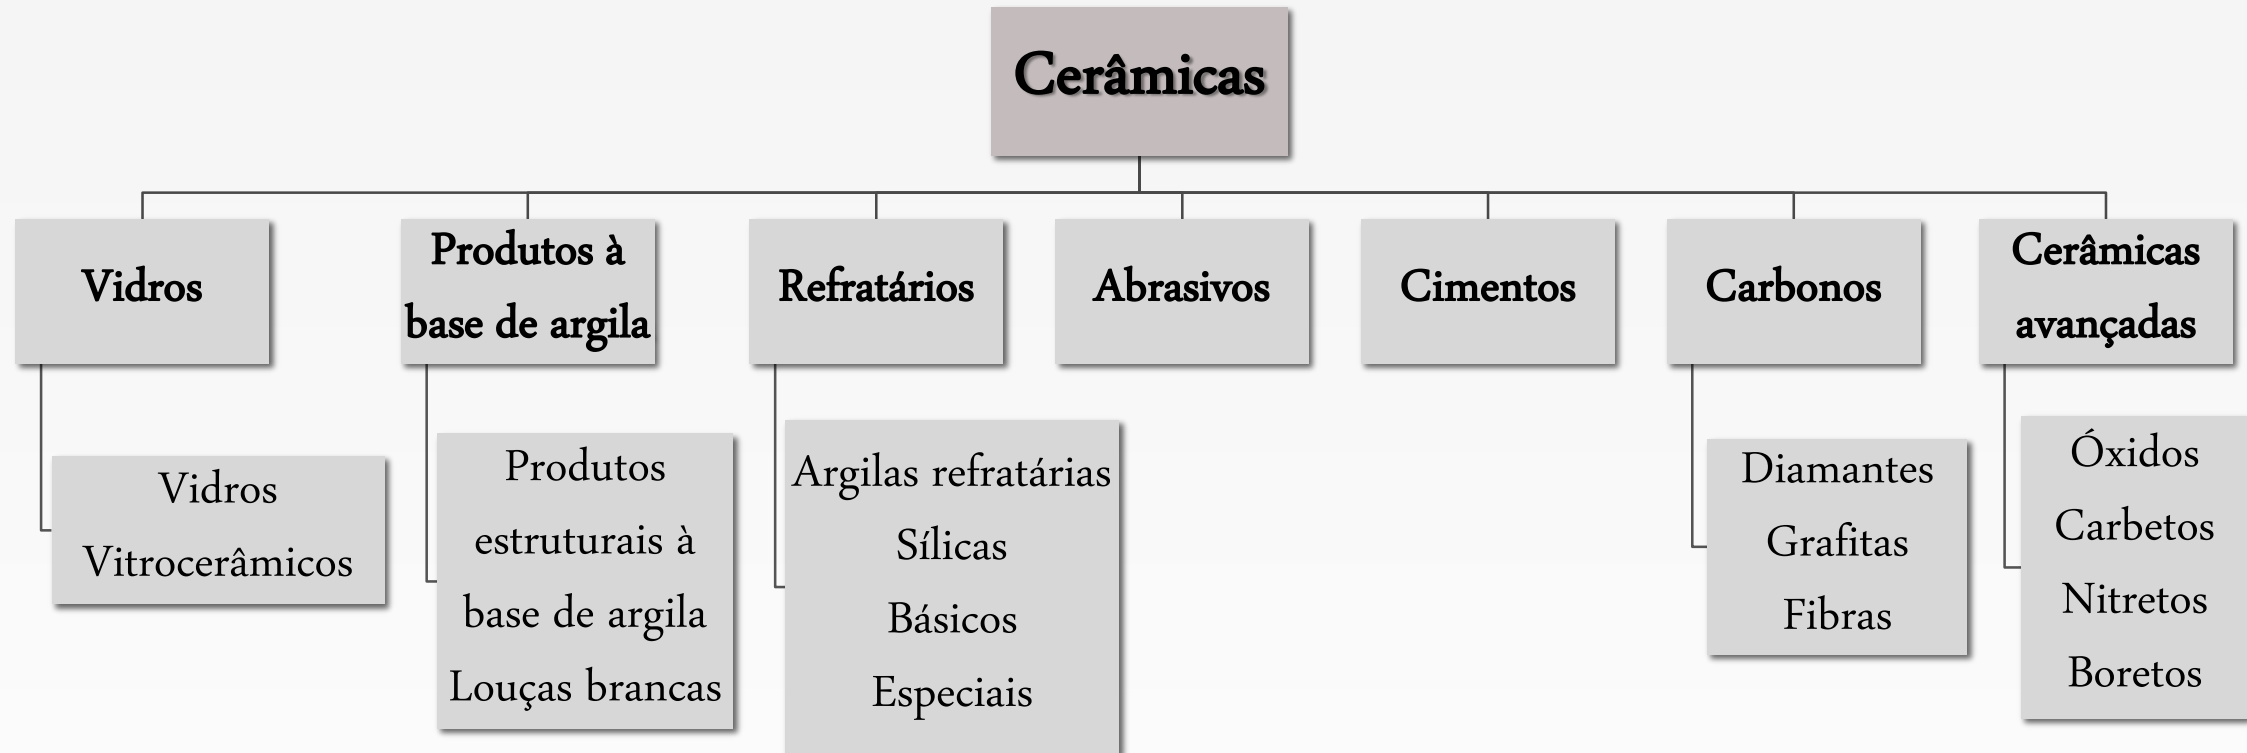 Cerâmicas
Vidros
Produtos à
base de argila
Refratários
Abrasivos
Cimentos
Carbonos
Cerâmicas
avançadas
Vidros
Vitrocerâmicos
Produtos
estruturais à
base de argila
Louças brancas
Argilas refratárias
Sílicas
Básicos
Especiais
Diamantes
Grafitas
Fibras
Óxidos
Carbetos
Nitretos
Boretos